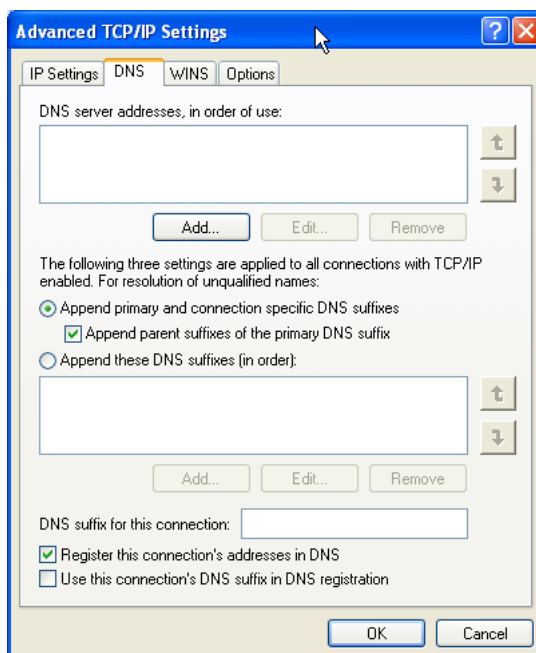 Advanced TCP/IP Settings
IP Settings DNS WINS Options
DNS server addresses, in order of use:
Add... Edit... Remove
The following three settings are applied to all connections with TCP/IP
enabled. For resolution of unqualified names:
Append primary and connection specific DNS suffixes
Append parent suffixes of the primary DNS suffix
Append these DNS suffixes (in order):
Add... Edit... Remove
DNS suffix for this connection:
Register this connection's addresses in DNS
Use this connection's DNS suffix in DNS registration
OK Cancel